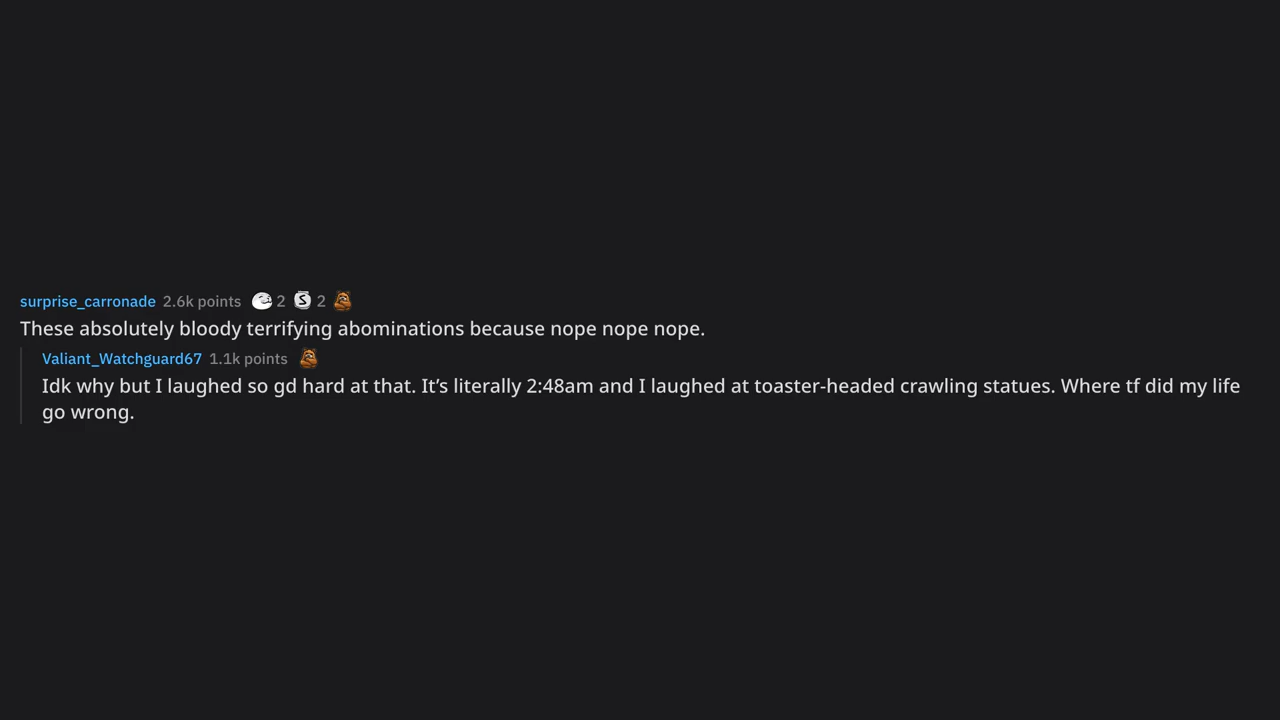 surprise_carronade 2.6k points 2 2
These absolutely bloody terrifying abominations because nope nope nope.
Valiant_Watchguard67 1.1k points
Idk why but I laughed so gd hard at that. It’s literally 2:48am and I laughed at toaster-headed crawling statues. Where tf did my life
go wrong.